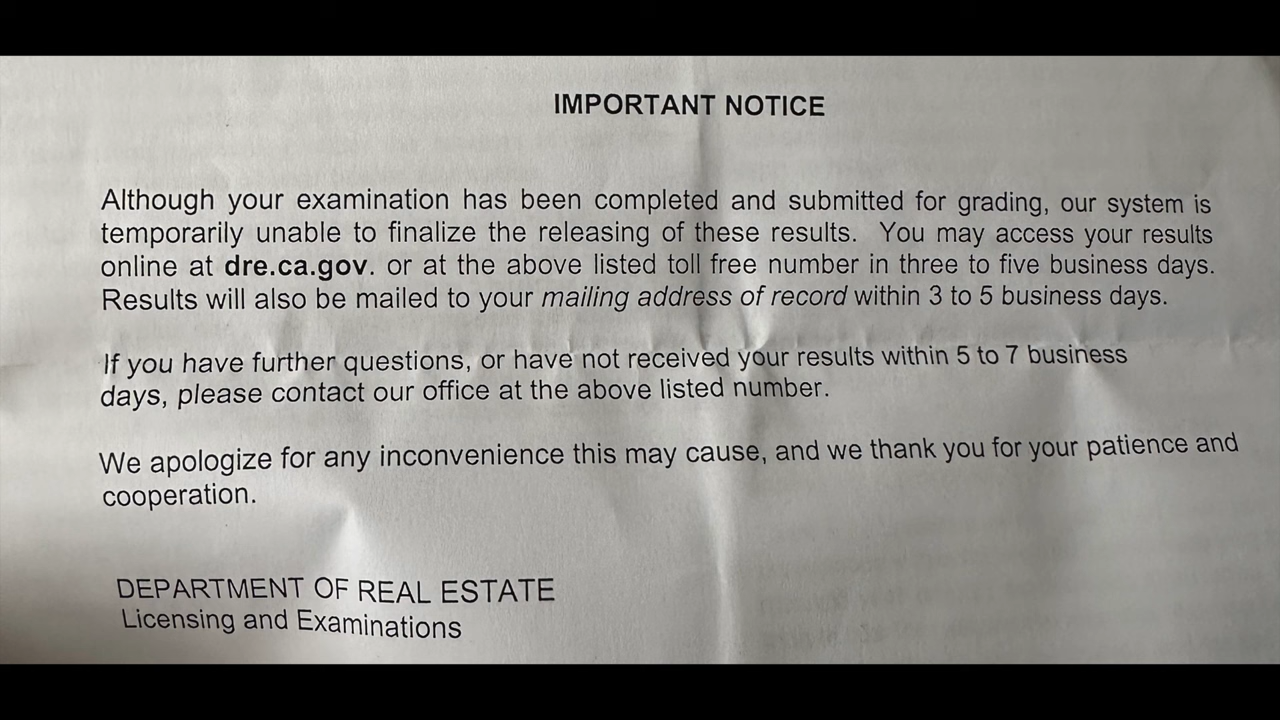 IMPORTANT NOTICE
Although your examination has been completed and submitted for grading, our system is
temporarily unable to finalize the releasing of these results. You may access your results
online at dre.ca.gov. or at the above listed toll free number in three to five business days.
Results will also be mailed to your mailing address of record within 3 to 5 business days.
If you have further questions, or have not received your results within 5 to 7 business
days, please contact our office at the above listed number.
We apologize for any inconvenience this may cause, and we thank you for your patience and
cooperation.
DEPARTMENT OF REAL ESTATE
Licensing and Examinations